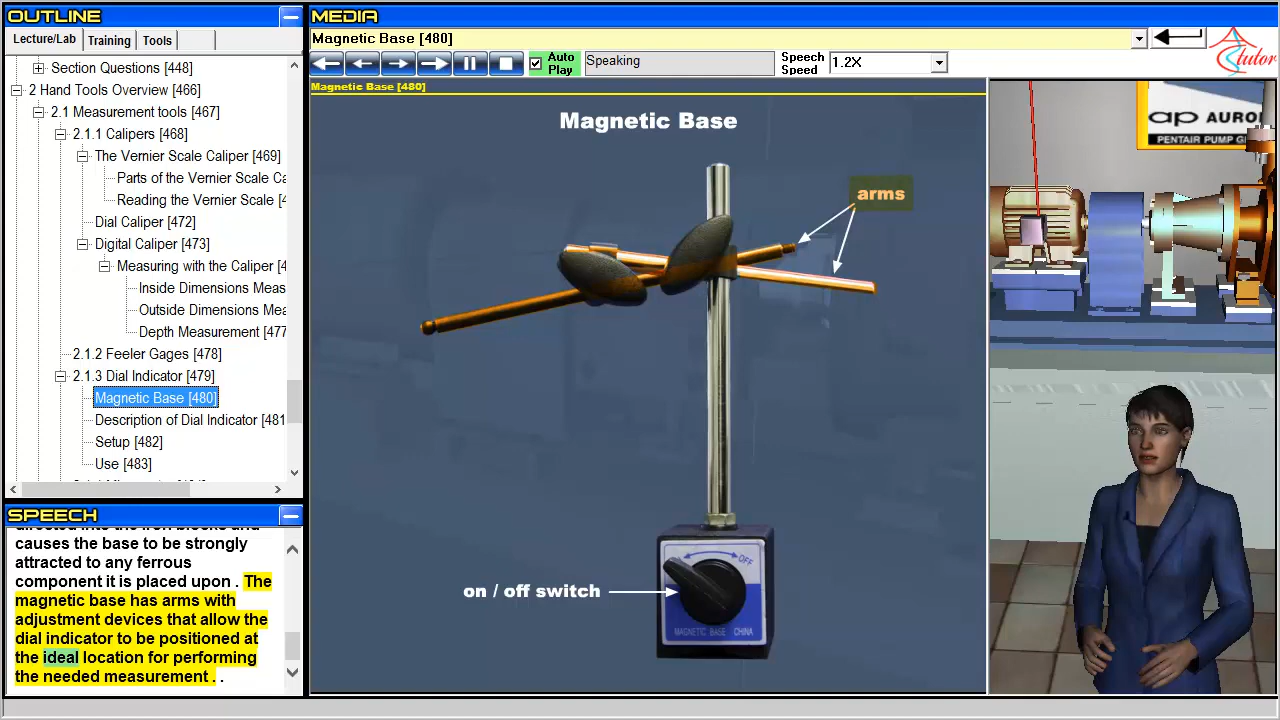 OUTLINE
Lecture/Lab Training Tools
Section Questions [448]
2 Hand Tools Overview [466]
2.1 Measurement tools [467]
2.1.1 Calipers [468]
The Vernier Scale Caliper [469]
Parts of the Vernier Scale Ca
Reading the Vernier Scale [4
Dial Caliper [472]
Digital Caliper [473]
Measuring with the Caliper [4
Inside Dimensions Meas
Outside Dimensions Mea
Depth Measurement [477
2.1.2 Feeler Gages [478]
2.1.3 Dial Indicator [479]
Magnetic Base [480]
Description of Dial Indicator [481
Setup [482]
Use [483]
SPEECH
causes the base to be strongly
attracted to any ferrous
component it is placed upon . The
magnetic base has arms with
adjustment devices that allow the
dial indicator to be positioned at
the ideal location for performing
the needed measurement . .
MEDIA
Magnetic Base [480]
Auto
Play
Speaking
Speech
Speed
1.2X
tutor
Magnetic Base [480]
Magnetic Base
arms
on / off switch
OFF
MAGNETIC BASE CHINA
ap AURO
PENTAIR PUMP G